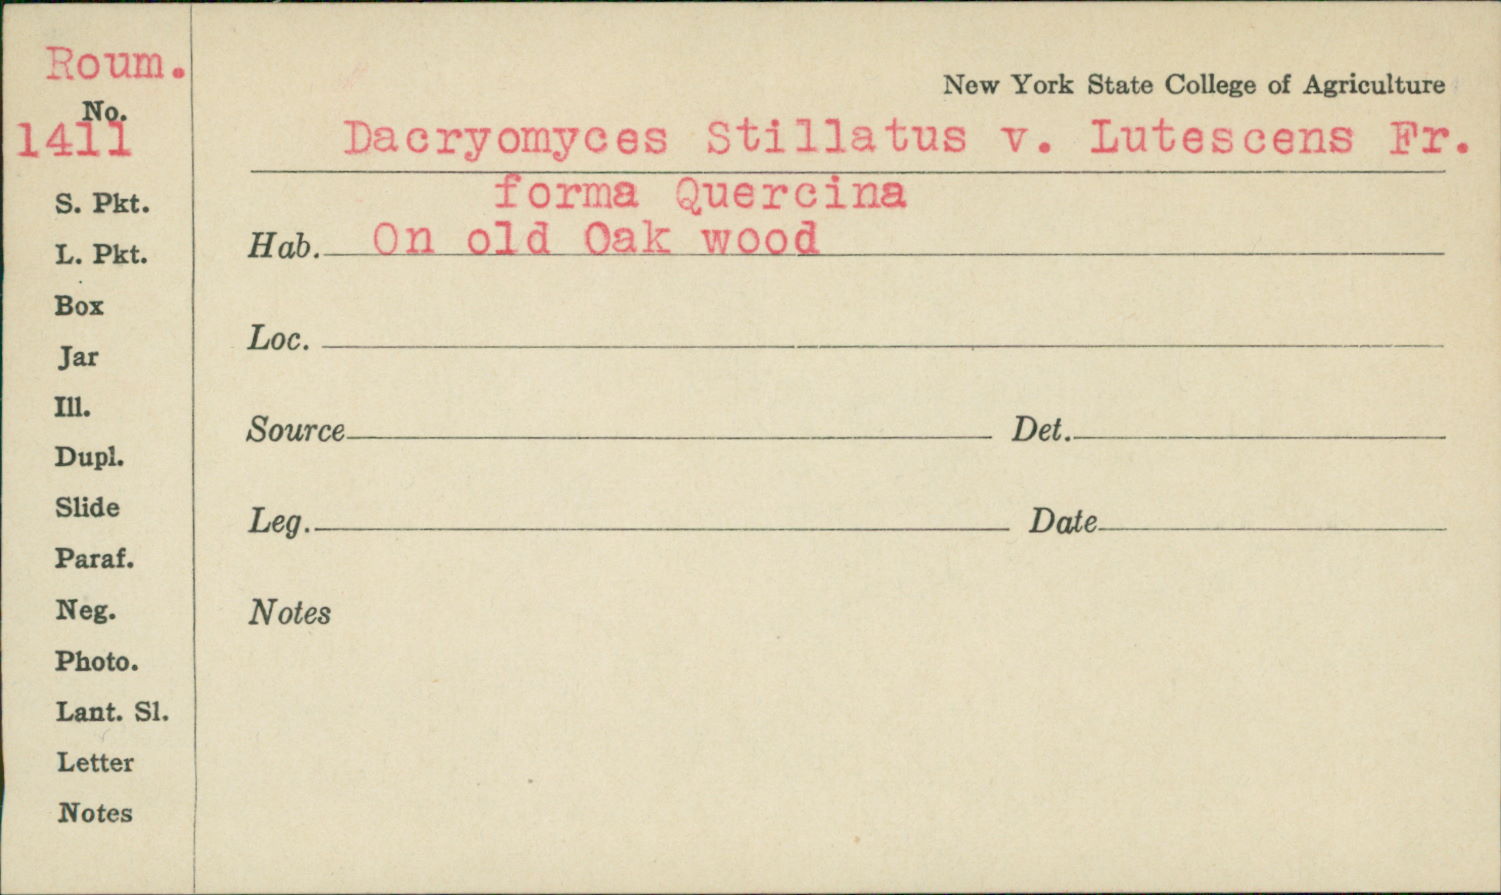 Roum.
No.
1411
S. Pkt.
L. Pkt.
Box
Jar
Ill.
Dupl.
Slide
Paraf.
Neg.
Photo.
Lant. Sl.
Letter
Notes
New York State College of Agriculture
Dacryomyces Stillatus v. Lutescens Fr.
forma Quercina
Hab. On old Oak wood
Loc.
Source Det.
Leg. Date
Notes